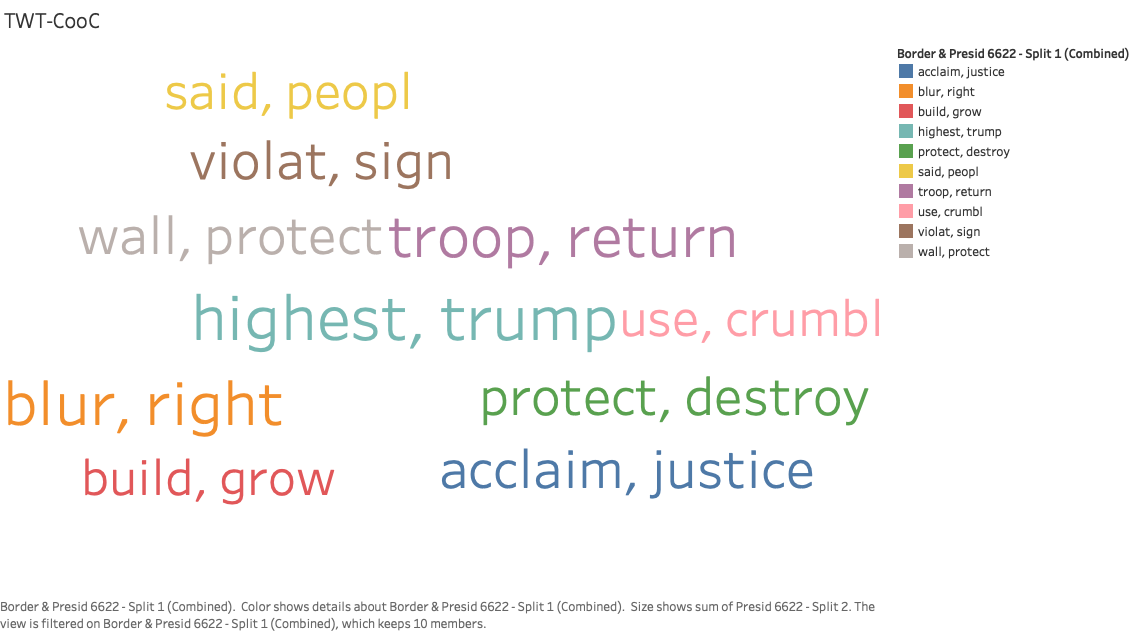 TWT-CooC
said, peopl
violat, sign
wall, protect
troop, return
highest, trump
use, crumbl
blur, right
protect, destroy
build, grow
acclaim, justice
Border & Presid 6622 - Split 1 (Combined)
acclaim, justice
blur, right
build, grow
highest, trump
protect, destroy
said, peopl
troop, return
use, crumbl
violat, sign
wall, protect
Border & Presid 6622 - Split 1 (Combined).  Color shows details about Border & Presid 6622 - Split 1 (Combined).  Size shows sum of Presid 6622 - Split 2. The
view is filtered on Border & Presid 6622 - Split 1 (Combined), which keeps 10 members.